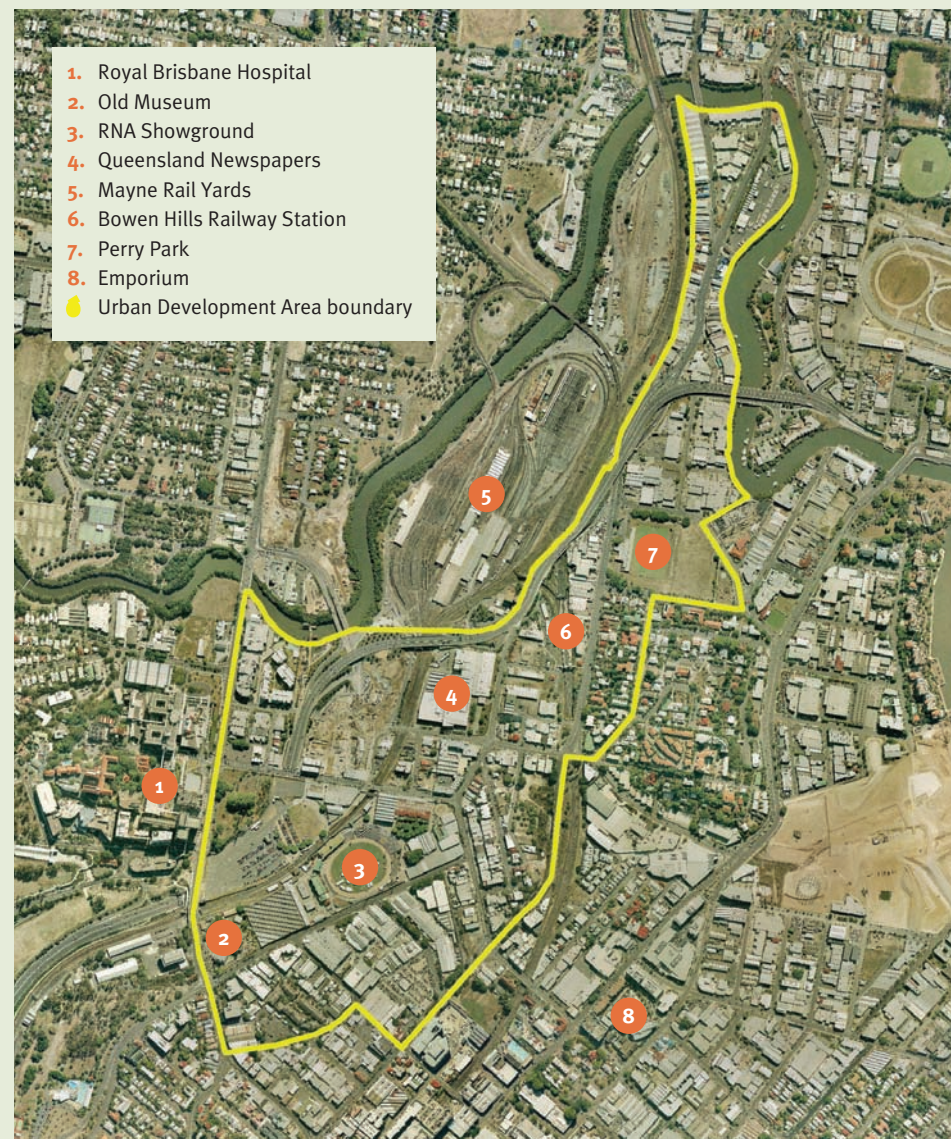 1. Royal Brisbane Hospital
2. Old Museum
3. RNA Showground
4. Queensland Newspapers
5. Mayne Rail Yards
6. Bowen Hills Railway Station
7. Perry Park
8. Emporium
Urban Development Area boundary
5
7
6
4
1
3
2
8